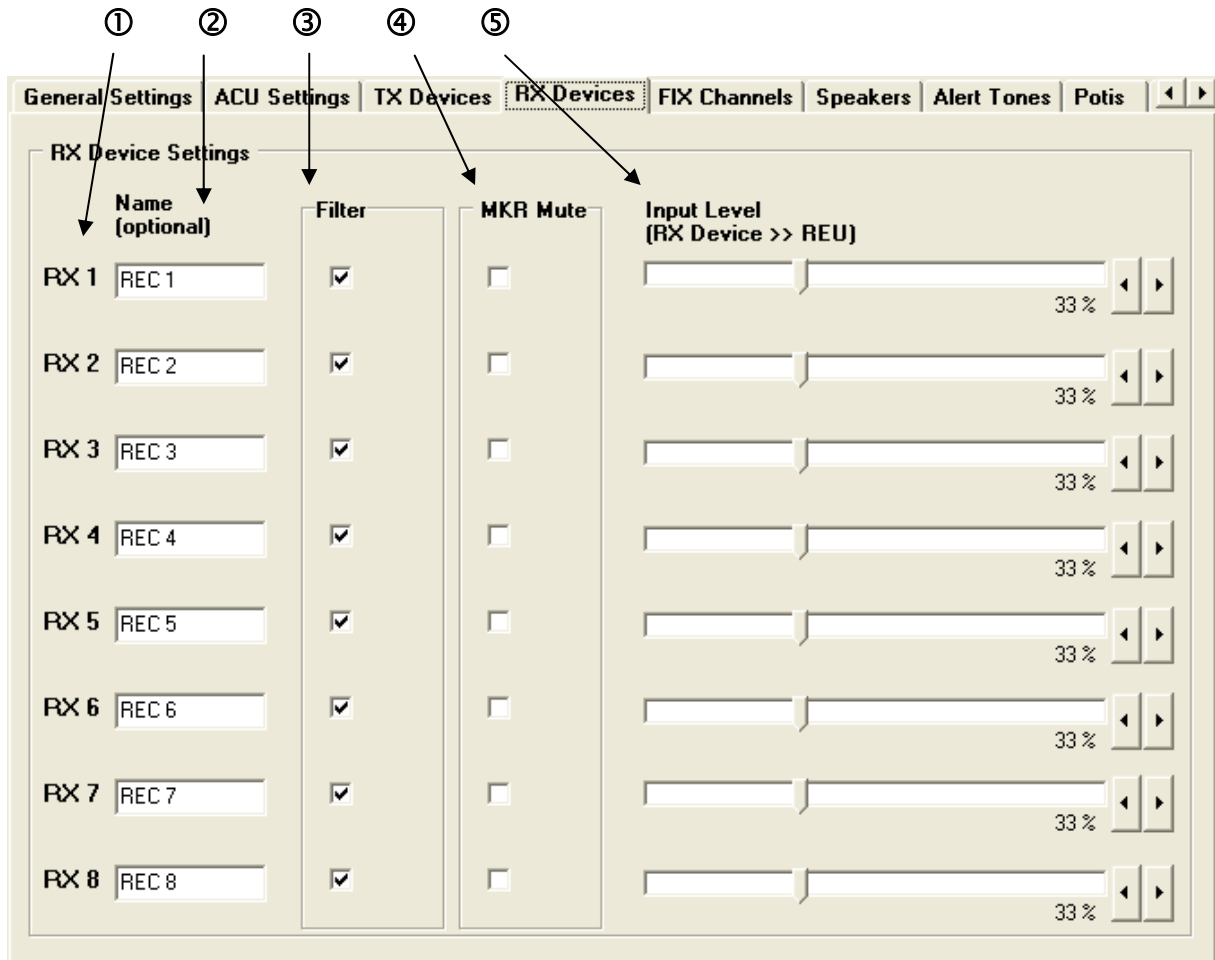 ① ② ③ ④ ⑤
General Settings ACU Settings TX Devices RX Devices FIX Channels Speakers Alert Tones Potis
RX Device Settings
Name
(optional)
Filter
MKR Mute
Input Level
(RX Device >> REU)
RX 1 REC 1
33 %
RX 2 REC 2
33 %
RX 3 REC 3
33 %
RX 4 REC 4
33 %
RX 5 REC 5
33 %
RX 6 REC 6
33 %
RX 7 REC 7
33 %
RX 8 REC 8
33 %